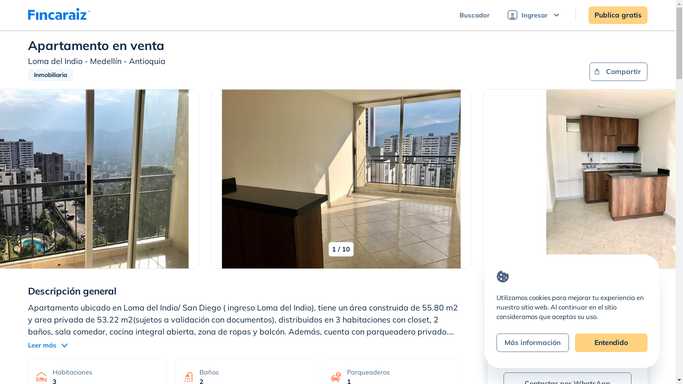 Fincaraiz
Buscador
Ingresar
Publica gratis
Apartamento en venta
Loma del Indio - Medellín - Antioquia
Inmobiliaria
Compartir
1 / 10
Descripción general
Apartamento ubicado en Loma del Indio/ San Diego ( ingreso Loma del Indio), tiene un área construida de 55.80 m2
y area privada de 53.22 m2(sujetos a validación con documentos), distribuidos en 3 habitaciones con closet, 2
baños, sala comedor, cocina integral abierta, zona de ropas y balcón. Además, cuenta con parqueadero privado....
Leer más
Habitaciones
3
Baños
2
Parqueaderos
1
Utilizamos cookies para mejorar tu experiencia en
nuestro sitio web. Al continuar en el sitio
consideramos que aceptas su uso.
Más información
Entendido
Contactar por WhatsApp